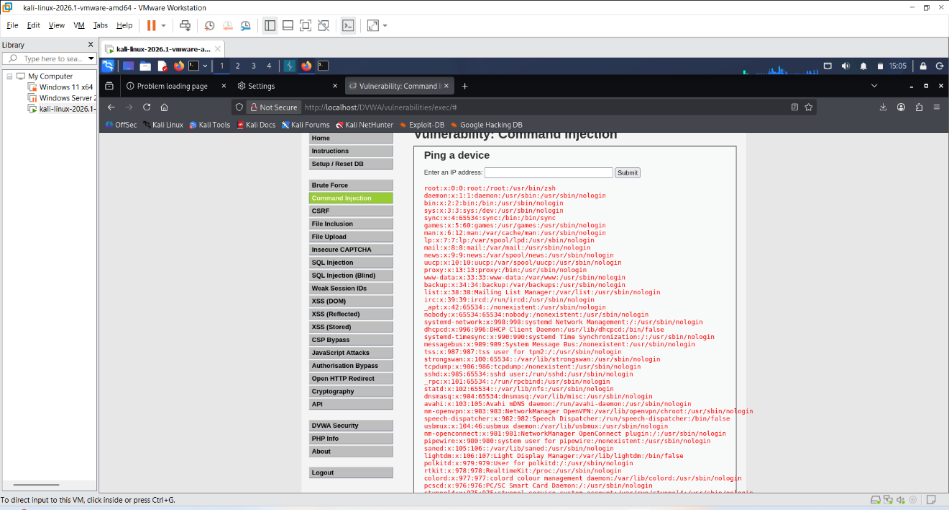 kali-linux-2026.1-vmware-amd64 - VMware Workstation
File Edit View VM Tabs Help
Library
Type here to sea...
My Computer
Windows 11 x64
Windows Server 2
kali-linux-2026.1-
kali-linux-2026.1-vmware-a...
1 2 3 4
15:05
Problem loading page
Settings
Vulnerability: Command I
Not Secure http://localhost/DVWA/vulnerabilities/exec/#
OffSec Kali Linux Kali Tools Kali Docs Kali Forums Kali NetHunter Exploit-DB Google Hacking DB
Home
Instructions
Setup / Reset DB
Brute Force
Command Injection
CSRF
File Inclusion
File Upload
Insecure CAPTCHA
SQL Injection
SQL Injection (Blind)
Weak Session IDs
XSS (DOM)
XSS (Reflected)
XSS (Stored)
CSP Bypass
JavaScript Attacks
Authorisation Bypass
Open HTTP Redirect
Cryptography
API
DVWA Security
PHP Info
About
Logout
Vulnerability: Command Injection
Ping a device
Enter an IP address: Submit
root:x:0:0:root:/root:/usr/bin/zsh
daemon:x:1:1:daemon:/usr/sbin:/usr/sbin/nologin
bin:x:2:2:bin:/bin:/usr/sbin/nologin
sys:x:3:3:sys:/dev:/usr/sbin/nologin
sync:x:4:65534:sync:/bin:/bin/sync
games:x:5:60:games:/usr/games:/usr/sbin/nologin
man:x:6:12:man:/var/cache/man:/usr/sbin/nologin
lp:x:7:7:lp:/var/spool/lpd:/usr/sbin/nologin
mail:x:8:8:mail:/var/mail:/usr/sbin/nologin
news:x:9:9:news:/var/spool/news:/usr/sbin/nologin
uucp:x:10:10:uucp:/var/spool/uucp:/usr/sbin/nologin
proxy:x:13:13:proxy:/bin:/usr/sbin/nologin
www-data:x:33:33:www-data:/var/www:/usr/sbin/nologin
backup:x:34:34:backup:/var/backups:/usr/sbin/nologin
list:x:38:38:Mailing List Manager:/var/list:/usr/sbin/nologin
irc:x:39:39:ircd:/run/ircd:/usr/sbin/nologin
_apt:x:42:65534::/nonexistent:/usr/sbin/nologin
nobody:x:65534:65534:nobody:/nonexistent:/usr/sbin/nologin
systemd-network:x:998:998:systemd Network Management:/:/usr/sbin/nologin
dhcpcd:x:996:996:DHCP Client Daemon:/usr/lib/dhcpcd:/bin/false
systemd-timesync:x:990:990:systemd Time Synchronization:/:/usr/sbin/nologin
messagebus:x:989:989:System Message Bus:/nonexistent:/usr/sbin/nologin
tss:x:987:987:tss user for tpm2:/:/usr/sbin/nologin
strongswan:x:100:65534::/var/lib/strongswan:/usr/sbin/nologin
tcpdump:x:986:986:tcpdump:/nonexistent:/usr/sbin/nologin
sshd:x:985:65534:sshd user:/run/sshd:/usr/sbin/nologin
_rpc:x:101:65534::/run/rpcbind:/usr/sbin/nologin
statd:x:102:65534::/var/lib/nfs:/usr/sbin/nologin
dnsmasq:x:984:65534:dnsmasq:/var/lib/misc:/usr/sbin/nologin
avahi:x:103:105:Avahi mDNS daemon:/run/avahi-daemon:/usr/sbin/nologin
nm-openvpn:x:983:983:NetworkManager OpenVPN:/var/lib/openvpn/chroot:/usr/sbin/nologin
speech-dispatcher:x:982:982:Speech Dispatcher:/run/speech-dispatcher:/bin/false
usbmux:x:104:46:usbmux daemon:/var/lib/usbmux:/usr/sbin/nologin
nm-openconnect:x:981:981:NetworkManager OpenConnect plugin:/:/usr/sbin/nologin
pipewire:x:980:980:system user for pipewire:/nonexistent:/usr/sbin/nologin
saned:x:105:106::/var/lib/saned:/usr/sbin/nologin
lightdm:x:106:107:Light Display Manager:/var/lib/lightdm:/bin/false
polkitd:x:979:979:User for polkitd:/:/usr/sbin/nologin
rtkit:x:978:978:RealtimeKit:/proc:/usr/sbin/nologin
colord:x:977:977:colord colour management daemon:/var/lib/colord:/usr/sbin/nologin
pcscd:x:976:976:PC/SC Smart Card Daemon:/:/usr/sbin/nologin
To direct input to this VM, click inside or press Ctrl+G.